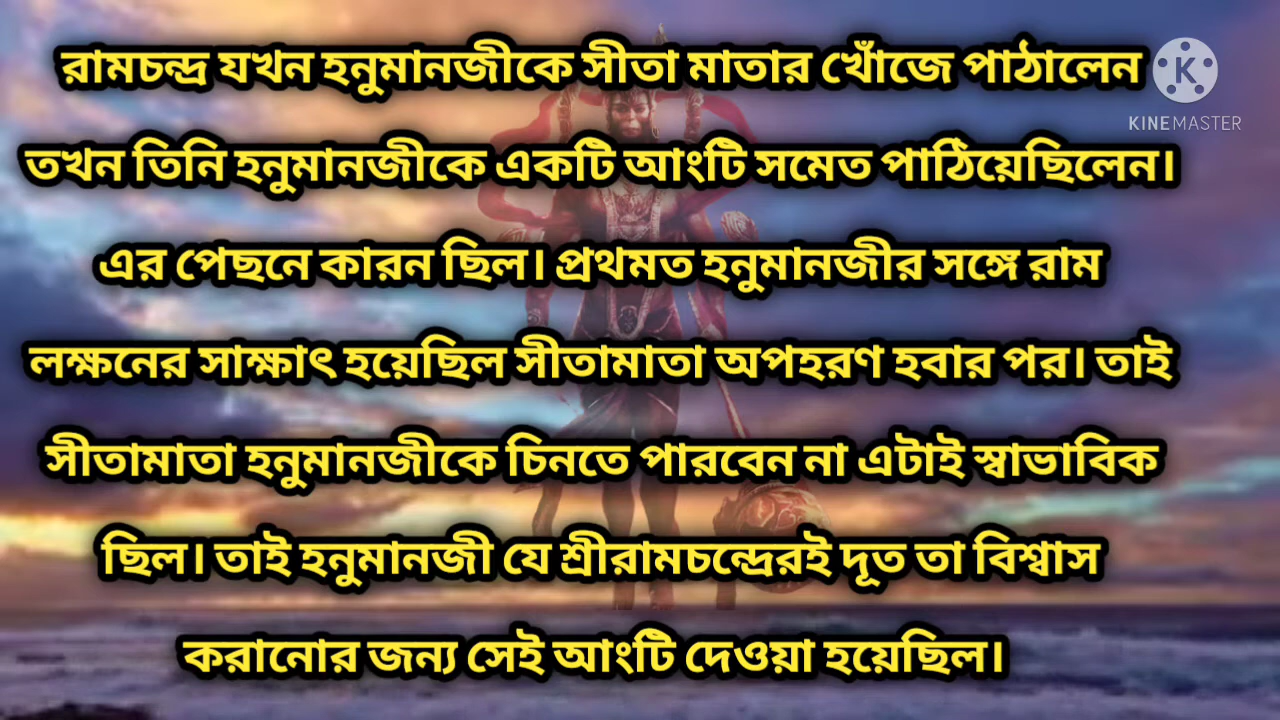 রামচন্দ্র যখন হনুমানজীকে সীতা মাতার খোঁজে পাঠালেন
KINEMASTER
তখন তিনি হনুমানজীকে একটি আংটি সমেত পাঠিয়েছিলেন।
এর পেছনে কারন ছিল। প্রথমত হনুমানজীর সঙ্গে রাম
লক্ষনের সাক্ষাৎ হয়েছিল সীতামাতা অপহরণ হবার পর। তাই
সীতামাতা হনুমানজীকে চিনতে পারবেন না এটাই স্বাভাবিক
ছিল। তাই হনুমানজী যে শ্রীরামচন্দ্রেরই দূত তা বিশ্বাস
করানোর জন্য সেই আংটি দেওয়া হয়েছিল।